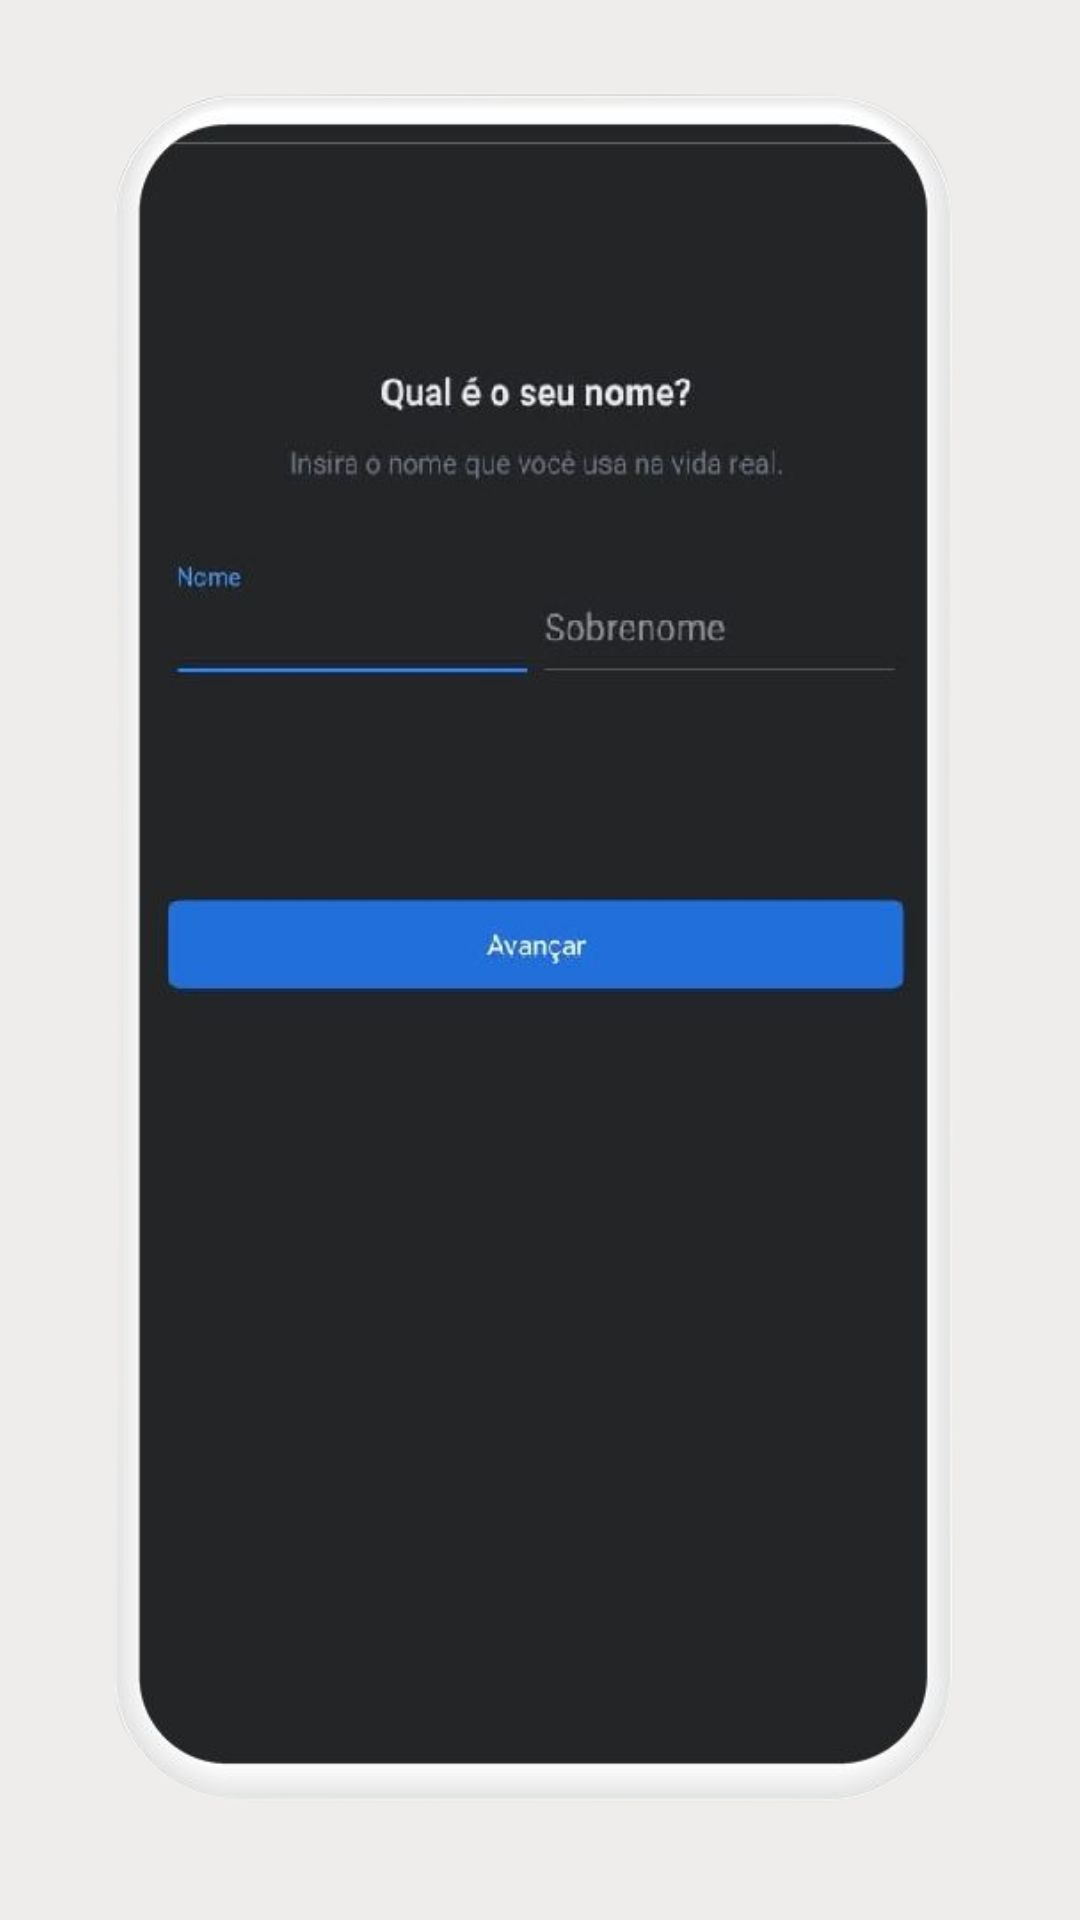 Qual é o seu nome?
Insira o nome que você usa na vida real.
Nome
Sobrenome
Avançar